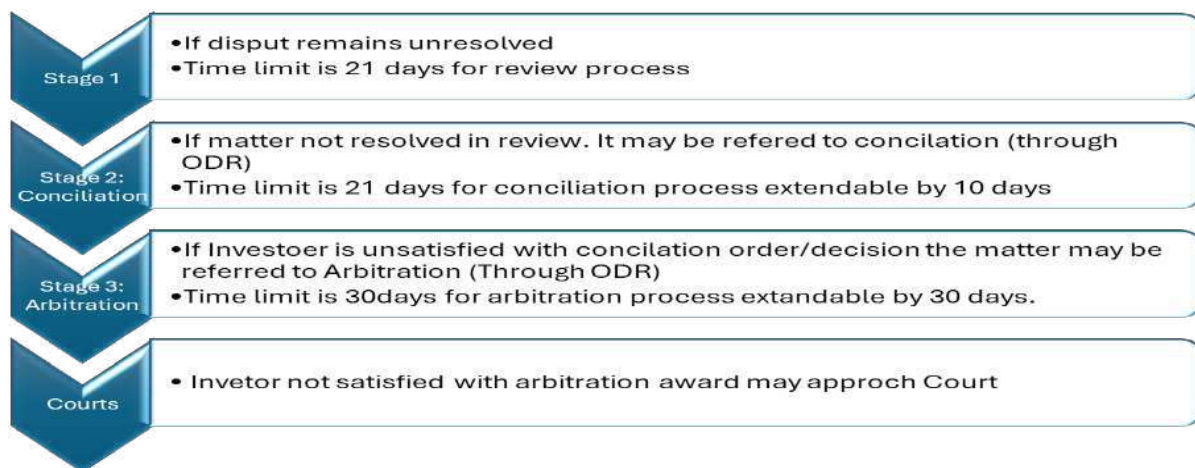 Stage 1
•If disput remains unresolved
•Time limit is 21 days for review process
Stage 2:
Conciliation
•If matter not resolved in review. It may be refered to concilation (through
ODR)
•Time limit is 21 days for conciliation process extendable by 10 days
Stage 3:
Arbitration
•If Investoer is unsatisfied with concilation order/decision the matter may be
referred to Arbitration (Through ODR)
•Time limit is 30days for arbitration process extandable by 30 days.
Courts
• Invetor not satisfied with arbitration award may approch Court